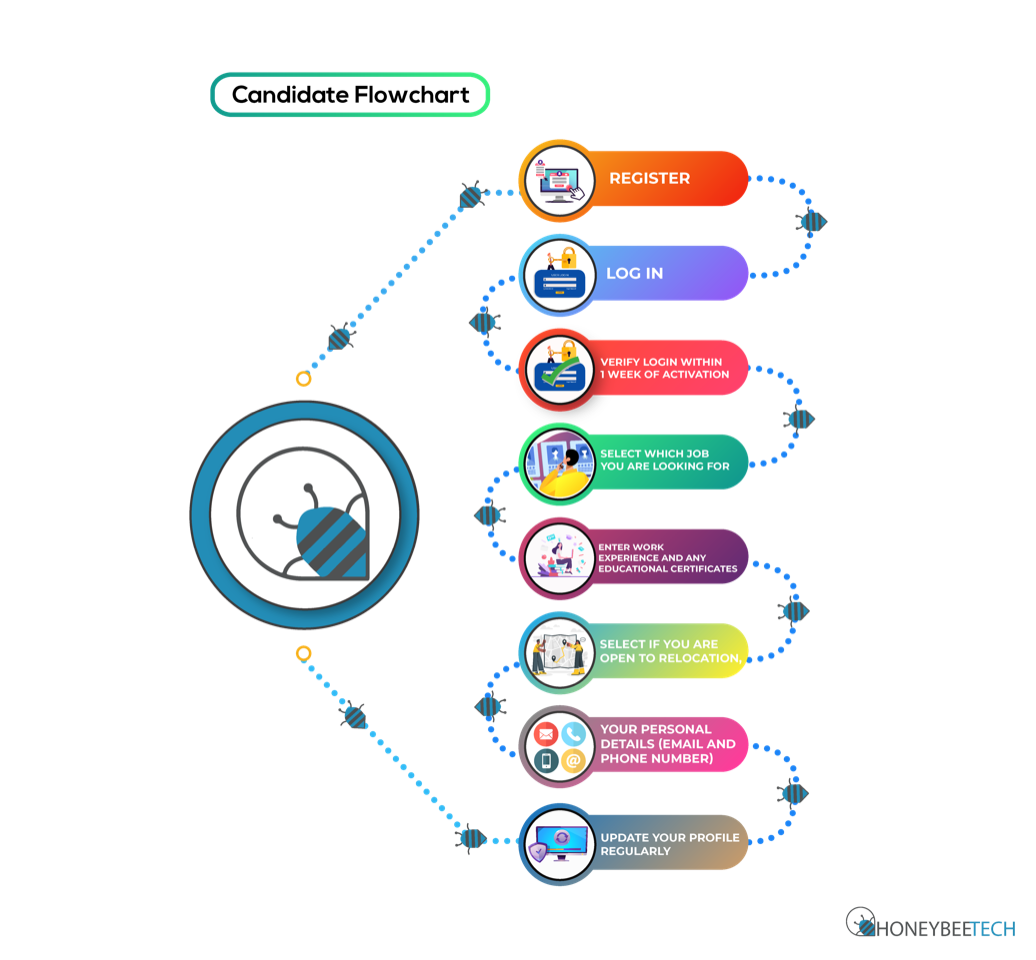 Candidate Flowchart
REGISTER
LOG IN
VERIFY LOGIN WITHIN
1 WEEK OF ACTIVATION
SELECT WHICH JOB
YOU ARE LOOKING FOR
ENTER WORK
EXPERIENCE AND ANY
EDUCATIONAL CERTIFICATES
SELECT IF YOU ARE
OPEN TO RELOCATION,
YOUR PERSONAL
DETAILS (EMAIL AND
PHONE NUMBER)
@
UPDATE YOUR PROFILE
REGULARLY
HONEYBEETECH